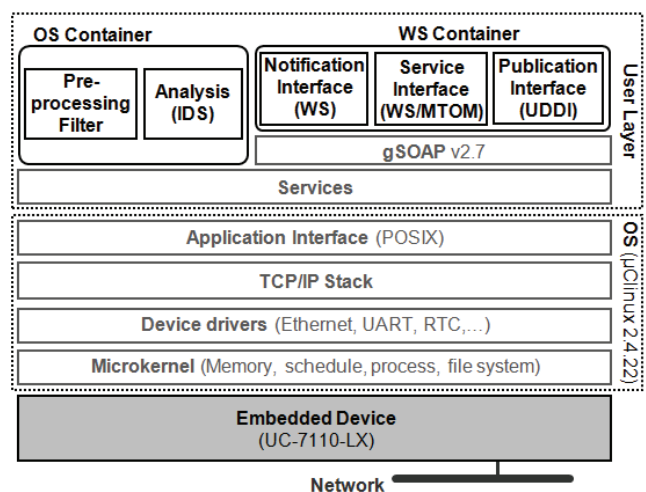 OS Container
WS Container
Pre-
processing
Filter
Analysis
(IDS)
Notification
Interface
(WS)
Service
Interface
(WS/MTOM)
Publication
Interface
(UDDI)
User Layer
gSOAP v2.7
Services
Application Interface (POSIX)
TCP/IP Stack
Device drivers (Ethernet, UART, RTC,...)
Microkernel (Memory, schedule, process, file system)
OS (µClinux 2.4.22)
Embedded Device
(UC-7110-LX)
Network